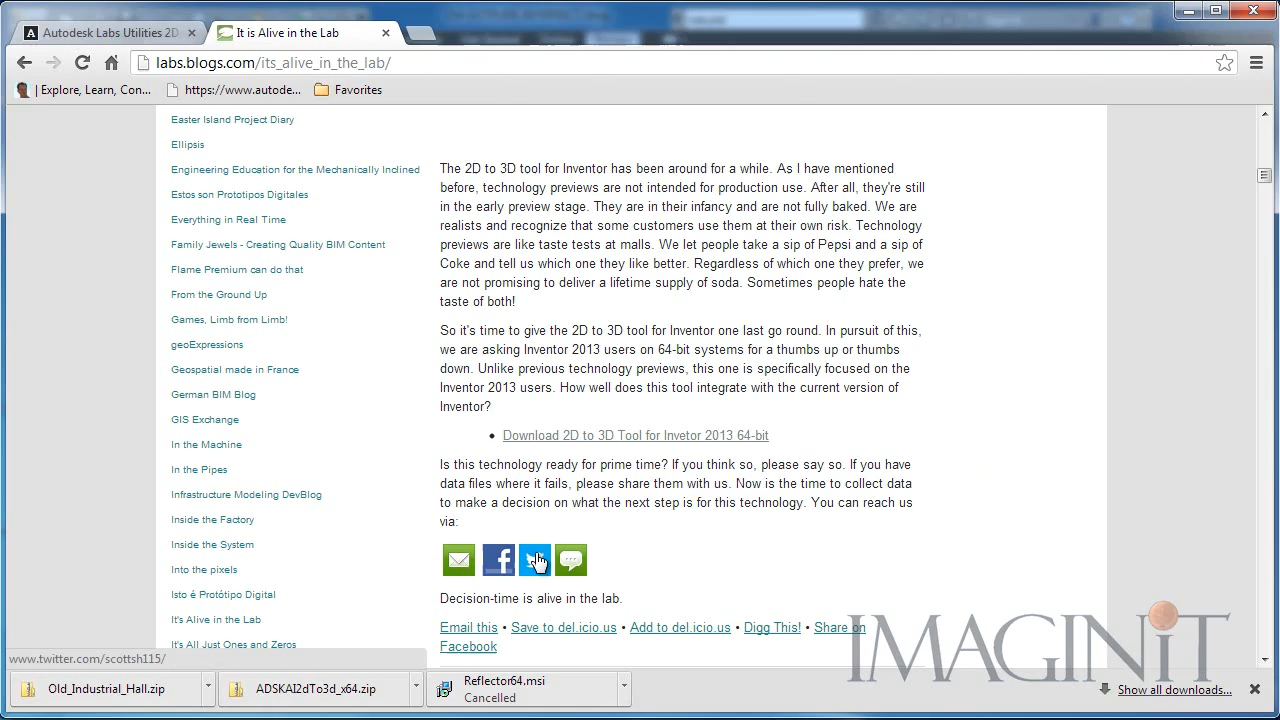 Autodesk Labs Utilities 2D
It is Alive in the Lab
labs.blogs.com/its_alive_in_the_lab/
| Explore, Learn, Con...
https://www.autode...
Favorites
Easter Island Project Diary
Ellipsis
Engineering Education for the Mechanically Inclined
Estos son Prototipos Digitales
Everything in Real Time
Family Jewels - Creating Quality BIM Content
Flame Premium can do that
From the Ground Up
Games, Limb from Limb!
geoExpressions
Geospatial made in France
German BIM Blog
GIS Exchange
In the Machine
In the Pipes
Infrastructure Modeling DevBlog
Inside the Factory
Inside the System
Into the pixels
Isto é Protótipo Digital
It's Alive in the Lab
It's All Just Ones and Zeros
The 2D to 3D tool for Inventor has been around for a while. As I have mentioned
before, technology previews are not intended for production use. After all, they're still
in the early preview stage. They are in their infancy and are not fully baked. We are
realists and recognize that some customers use them at their own risk. Technology
previews are like taste tests at malls. We let people take a sip of Pepsi and a sip of
Coke and tell us which one they like better. Regardless of which one they prefer, we
are not promising to deliver a lifetime supply of soda. Sometimes people hate the
taste of both!
So it's time to give the 2D to 3D tool for Inventor one last go round. In pursuit of this,
we are asking Inventor 2013 users on 64-bit systems for a thumbs up or thumbs
down. Unlike previous technology previews, this one is specifically focused on the
Inventor 2013 users. How well does this tool integrate with the current version of
Inventor?
• Download 2D to 3D Tool for Invetor 2013 64-bit
Is this technology ready for prime time? If you think so, please say so. If you have
data files where it fails, please share them with us. Now is the time to collect data
to make a decision on what the next step is for this technology. You can reach us
via:
Decision-time is alive in the lab.
Email this • Save to del.icio.us • Add to del.icio.us • Digg This! • Share on
Facebook
IMAGINiT
www.twitter.com/scottsh115/
Old_Industrial_Hall.zip
ADSKAI2dTo3d_x64.zip
Reflector64.msi
Cancelled
Show all downloads...